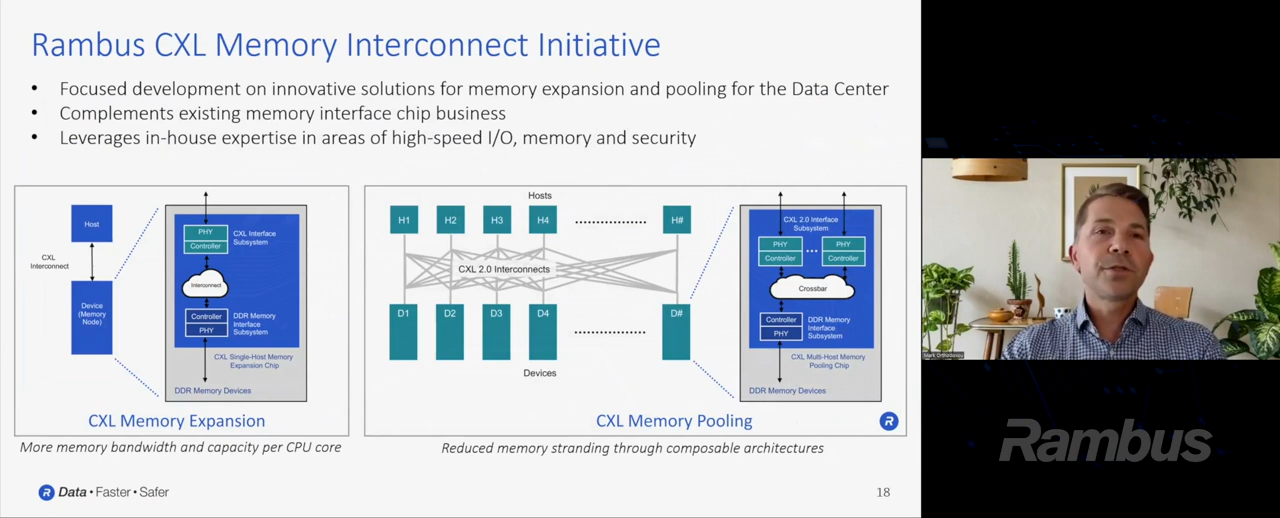 Rambus CXL Memory Interconnect Initiative
• Focused development on innovative solutions for memory expansion and pooling for the Data Center
• Complements existing memory interface chip business
• Leverages in-house expertise in areas of high-speed I/O, memory and security
Host
CXL
Interconnect
Device
(Memory
Node)
PHY
Controller
CXL Interface
Subsystem
Interconnect
Controller
PHY
DDR Memory
Interface
Subsystem
CXL Single-Host Memory
Expansion Chip
DDR Memory Devices
CXL Memory Expansion
More memory bandwidth and capacity per CPU core
Hosts
H1 H2 H3 H4 H#
CXL 2.0 Interconnects
D1 D2 D3 D4 D#
Devices
CXL 2.0 Interface
Subsystem
PHY PHY
Controller Controller
Crossbar
Controller
PHY
DDR Memory
Interface
Subsystem
CXL Multi-Host Memory
Pooling Chip
DDR Memory Devices
CXL Memory Pooling
R
Reduced memory stranding through composable architectures
R Data • Faster • Safer
18
Mark
Rambus